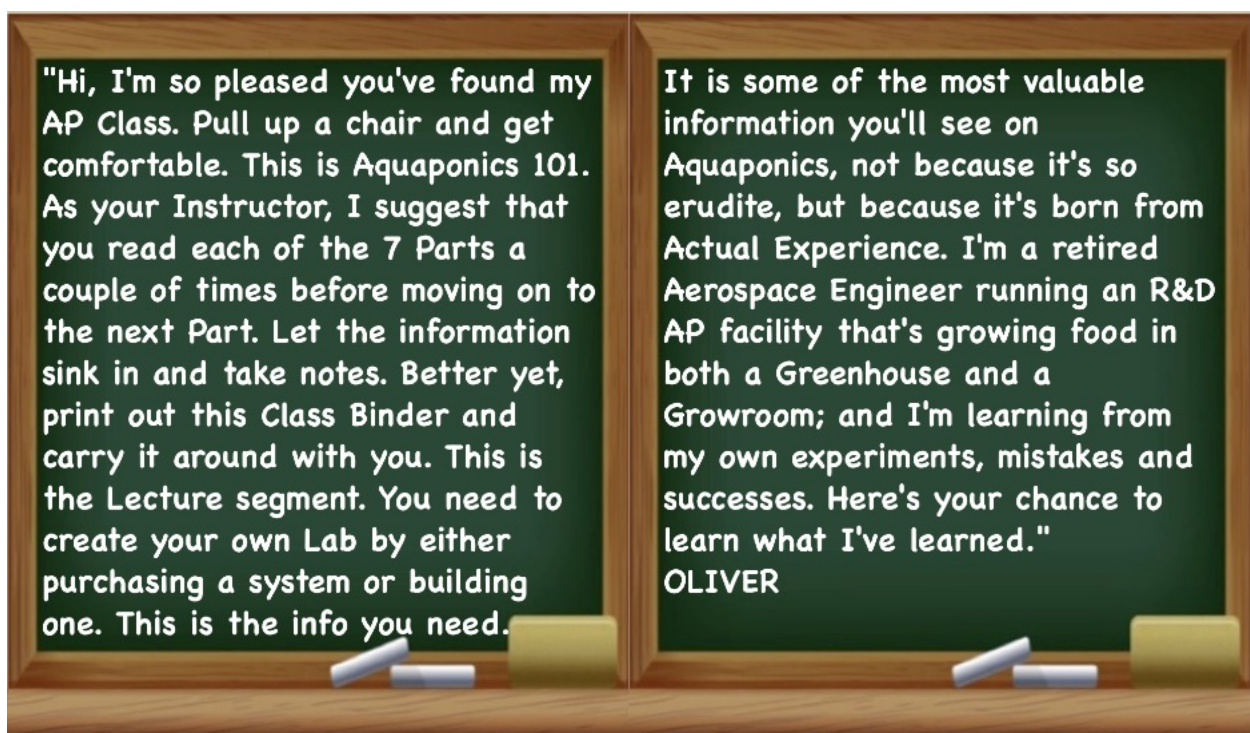 "Hi, I'm so pleased you've found my
AP Class. Pull up a chair and get
comfortable. This is Aquaponics 101.
As your Instructor, I suggest that
you read each of the 7 Parts a
couple of times before moving on to
the next Part. Let the information
sink in and take notes. Better yet,
print out this Class Binder and
carry it around with you. This is
the Lecture segment. You need to
create your own Lab by either
purchasing a system or building
one. This is the info you need.
It is some of the most valuable
information you'll see on
Aquaponics, not because it's so
erudite, but because it's born from
Actual Experience. I'm a retired
Aerospace Engineer running an R&D
AP facility that's growing food in
both a Greenhouse and a
Growroom; and I'm learning from
my own experiments, mistakes and
successes. Here's your chance to
learn what I've learned."
OLIVER